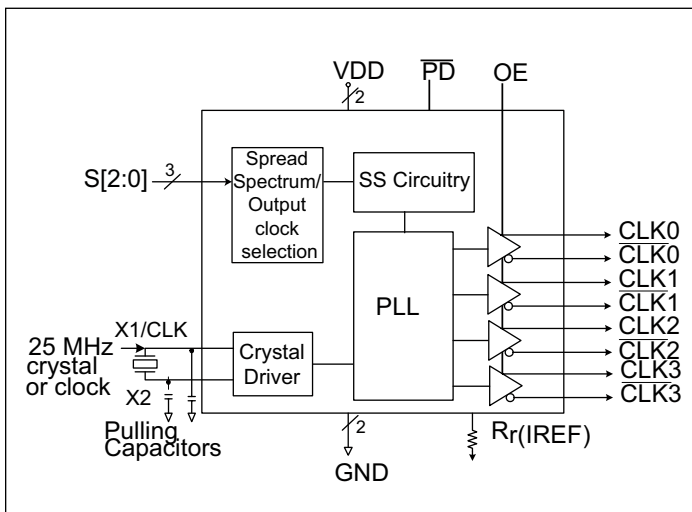 VDD
PD
OE
2
S[2:0]
3
Spread
Spectrum/
Output
clock
selection
SS Circuitry
CLK0
CLK0
CLK1
CLK1
CLK2
CLK2
CLK3
CLK3
PLL
X1/CLK
25 MHz
crystal
or clock
Crystal
Driver
X2
Pulling
Capacitors
2
GND
Rr(IREF)